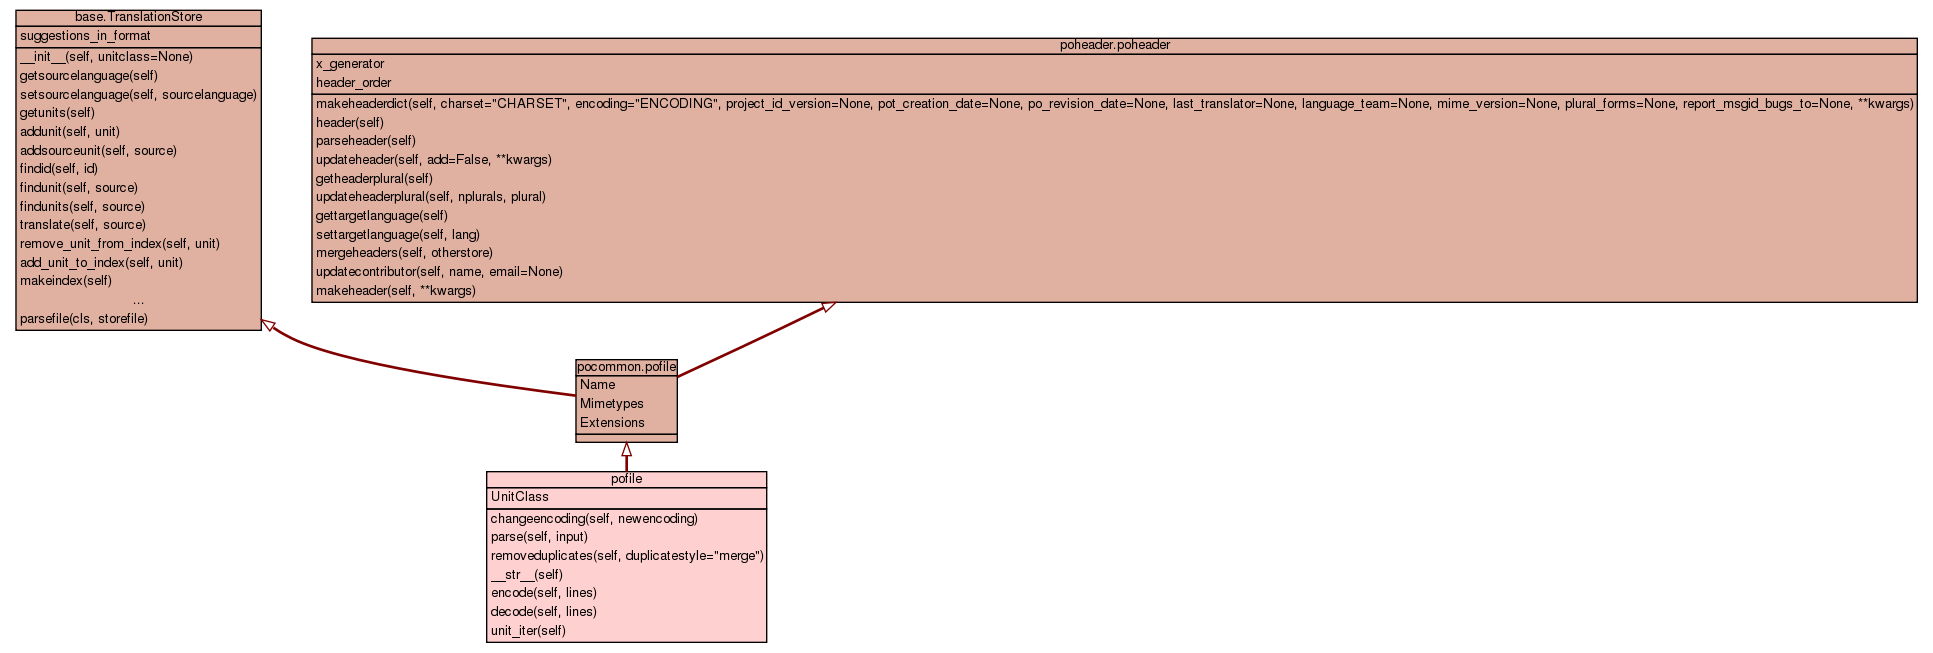 base.TranslationStore
suggestions_in_format
__init__(self, unitclass=None)
getsourcelanguage(self)
setsourcelanguage(self, sourcelanguage)
getunits(self)
addunit(self, unit)
addsourceunit(self, source)
findid(self, id)
findunit(self, source)
findunits(self, source)
translate(self, source)
remove_unit_from_index(self, unit)
add_unit_to_index(self, unit)
makeindex(self)
...
parsefile(cls, storefile)
poheader.poheader
x_generator
header_order
makeheaderdict(self, charset="CHARSET", encoding="ENCODING", project_id_version=None, pot_creation_date=None, po_revision_date=None, last_translator=None, language_team=None, mime_version=None, plural_forms=None, report_msgid_bugs_to=None, **kwargs)
header(self)
parseheader(self)
updateheader(self, add=False, **kwargs)
getheaderplural(self)
updateheaderplural(self, nplurals, plural)
gettargetlanguage(self)
settargetlanguage(self, lang)
mergeheaders(self, otherstore)
updatecontributor(self, name, email=None)
makeheader(self, **kwargs)
pocommon.pofile
Name
Mimetypes
Extensions
pofile
UnitClass
changeencoding(self, newencoding)
parse(self, input)
removeduplicates(self, duplicatestyle="merge")
__str__(self)
encode(self, lines)
decode(self, lines)
unit_iter(self)